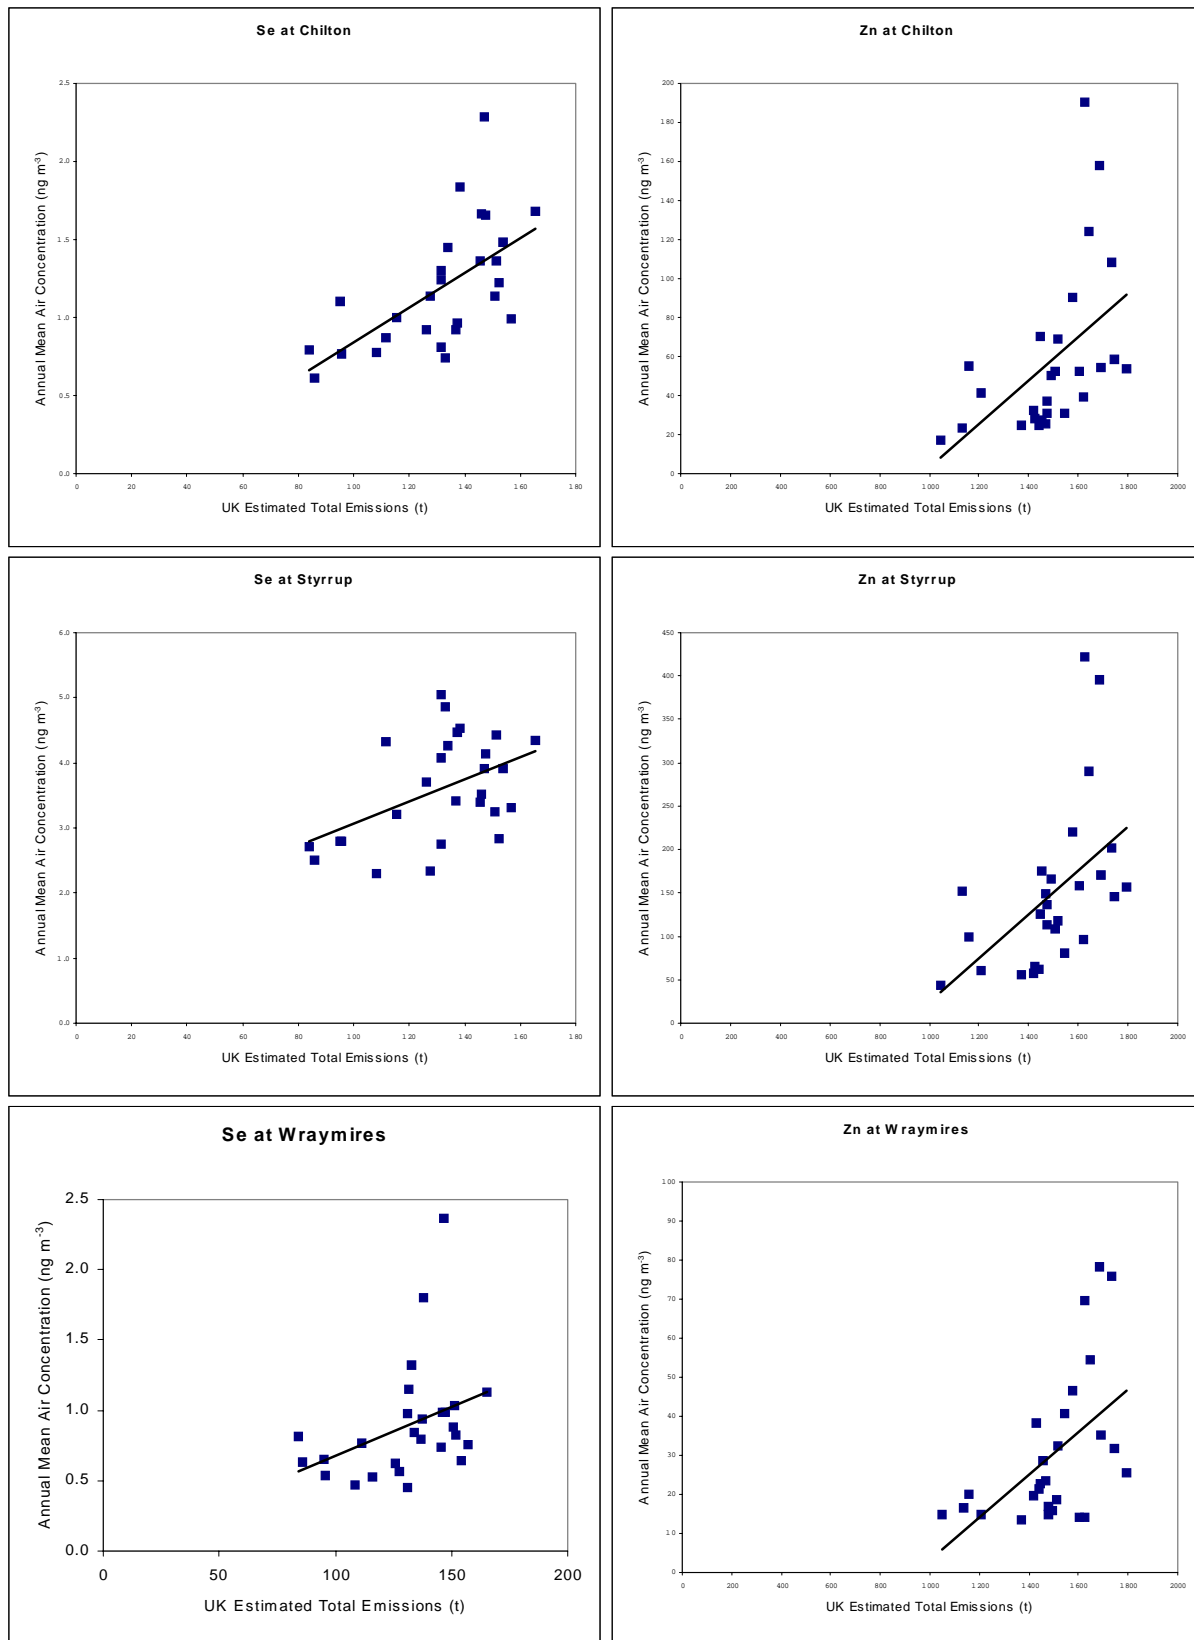 Se at Chilton
Annual Mean Air Concentration (ng m-3)
2.5
2.0
1.5
1.0
0.5
0.0
0 20 40 60 80 100 120 140 160 180
UK Estimated Total Emissions (t)
Zn at Chilton
Annual Mean Air Concentration (ng m-3)
200
180
160
140
120
100
80
60
40
20
0
0 200 400 600 800 1000 1200 1400 1600 1800 2000
UK Estimated Total Emissions (t)
Se at Styrrup
Annual Mean Air Concentration (ng m-3)
6.0
5.0
4.0
3.0
2.0
1.0
0.0
0 20 40 60 80 100 120 140 160 180
UK Estimated Total Emissions (t)
Zn at Styrrup
Annual Mean Air Concentration (ng m-3)
450
400
350
300
250
200
150
100
50
0
0 200 400 600 800 1000 1200 1400 1600 1800 2000
UK Estimated Total Emissions (t)
Se at Wraymires
Annual Mean Air Concentration (ng m-3)
2.5
2.0
1.5
1.0
0.5
0.0
0 50 100 150 200
UK Estimated Total Emissions (t)
Zn at Wraymires
Annual Mean Air Concentration (ng m-3)
100
90
80
70
60
50
40
30
20
10
0
0 200 400 600 800 1000 1200 1400 1600 1800 2000
UK Estimated Total Emissions (t)